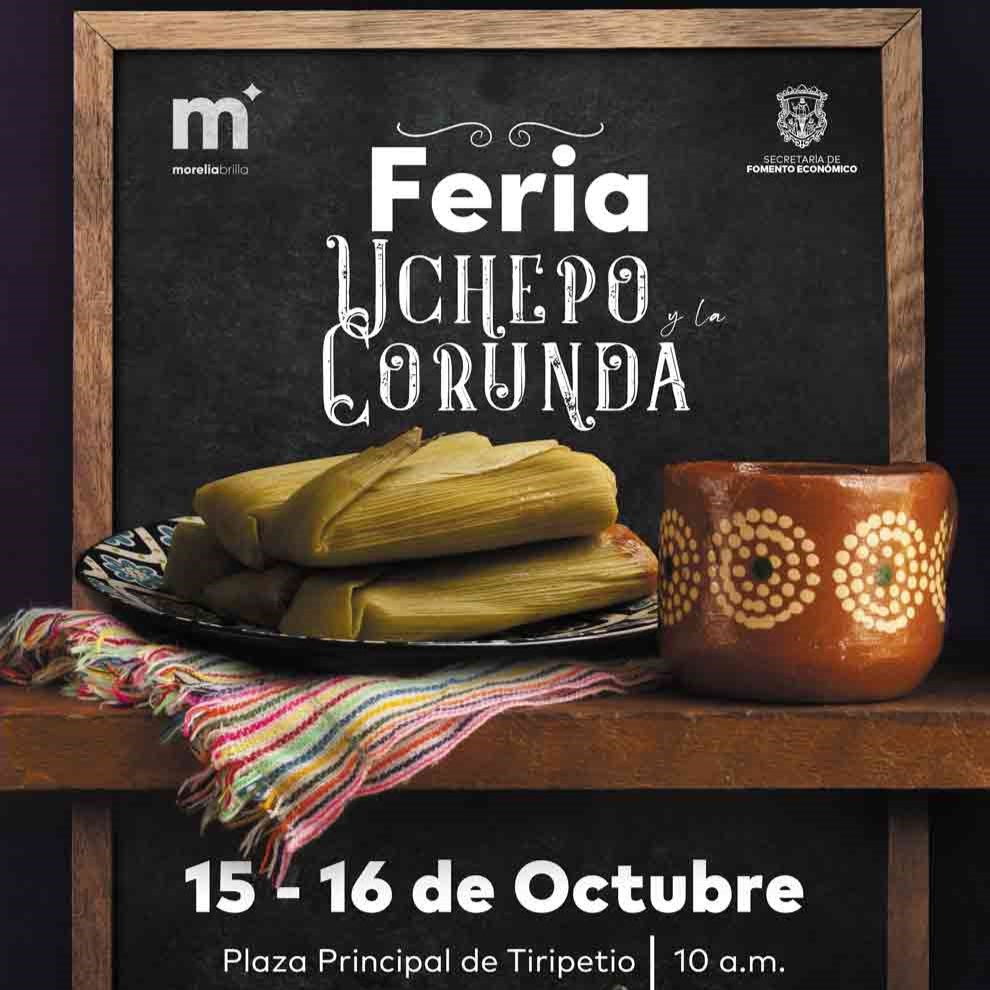 m
moreliabrilla
SECRETARÍA DE
FOMENTO ECONÓMICO
Feria
UCHEPO y la
CORUNDA
15 - 16 de Octubre
Plaza Principal de Tiripetio | 10 a.m.